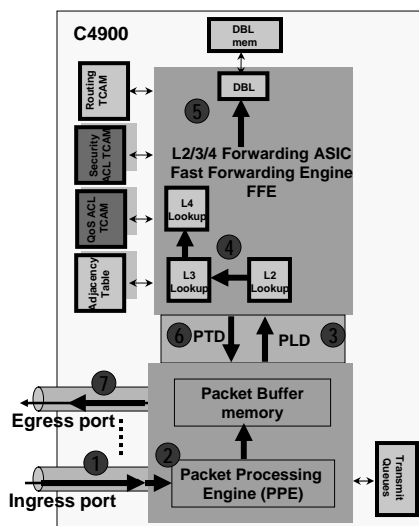 C4900
DBL
mem
Routing
TCAM
DBL
5
Security
ACL TCAM
L2/3/4 Forwarding ASIC
Fast Forwarding Engine
FFE
QoS ACL
TCAM
L4
Lookup
4
Adjacency
Table
L3
Lookup
L2
Lookup
6
PTD
PLD
3
7
Packet Buffer
memory
Egress port
1
2
Packet Processing
Engine (PPE)
Ingress port
Transmit
Queues